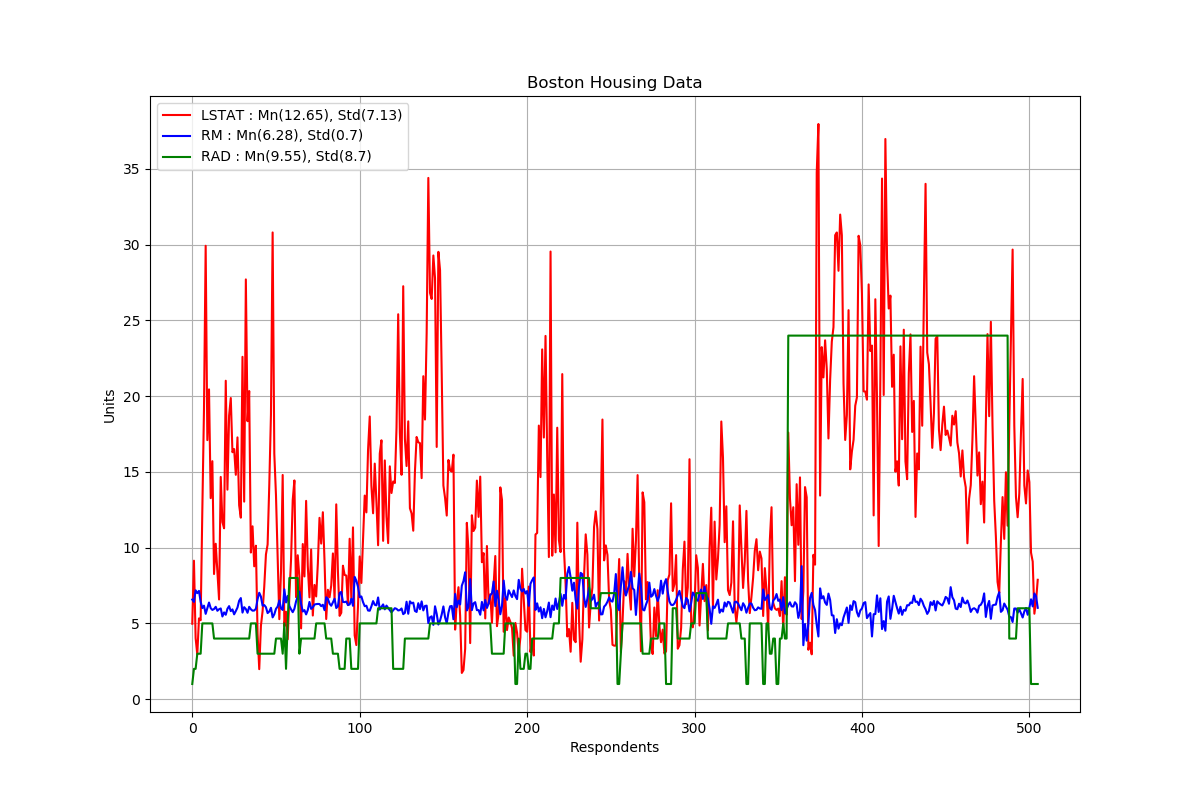 Boston Housing Data
LSTAT : Mn(12.65), Std(7.13)
RM : Mn(6.28), Std(0.7)
RAD : Mn(9.55), Std(8.7)
Units
35
30
25
20
15
10
5
0
0 100 200 300 400 500
Respondents